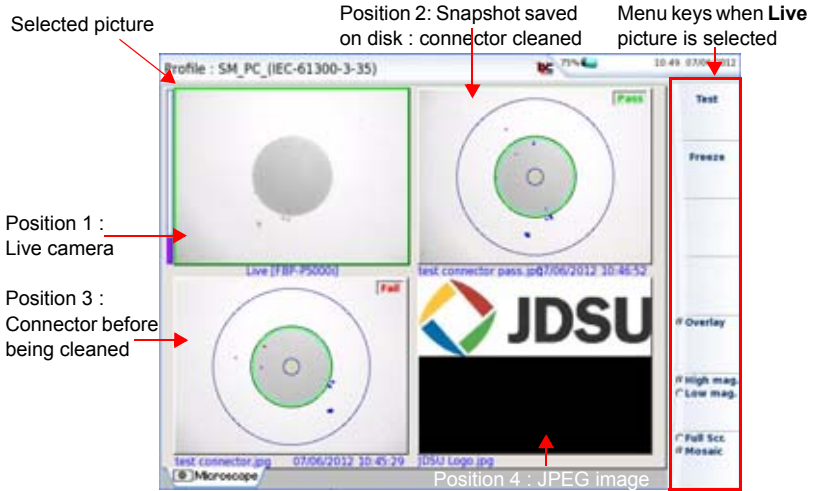 Selected picture
Position 2: Snapshot saved
on disk : connector cleaned
Menu keys when Live
picture is selected
Profile : SM_PC_(IEC-61300-3-35)
75%
10:49 07/06/2012
Pass
Test
Freeze
Position 1 :
Live camera
Live [FBP-P5000i]
test connector pass.jpg
07/06/2012 10:46:52
Position 3 :
Connector before
being cleaned
Fail
JDSU
Overlay
High mag.
Low mag.
Full Scr.
Mosaic
test connector.jpg
07/06/2012 10:45:29
JDSU Logo.jpg
Microscope
Position 4 : JPEG image